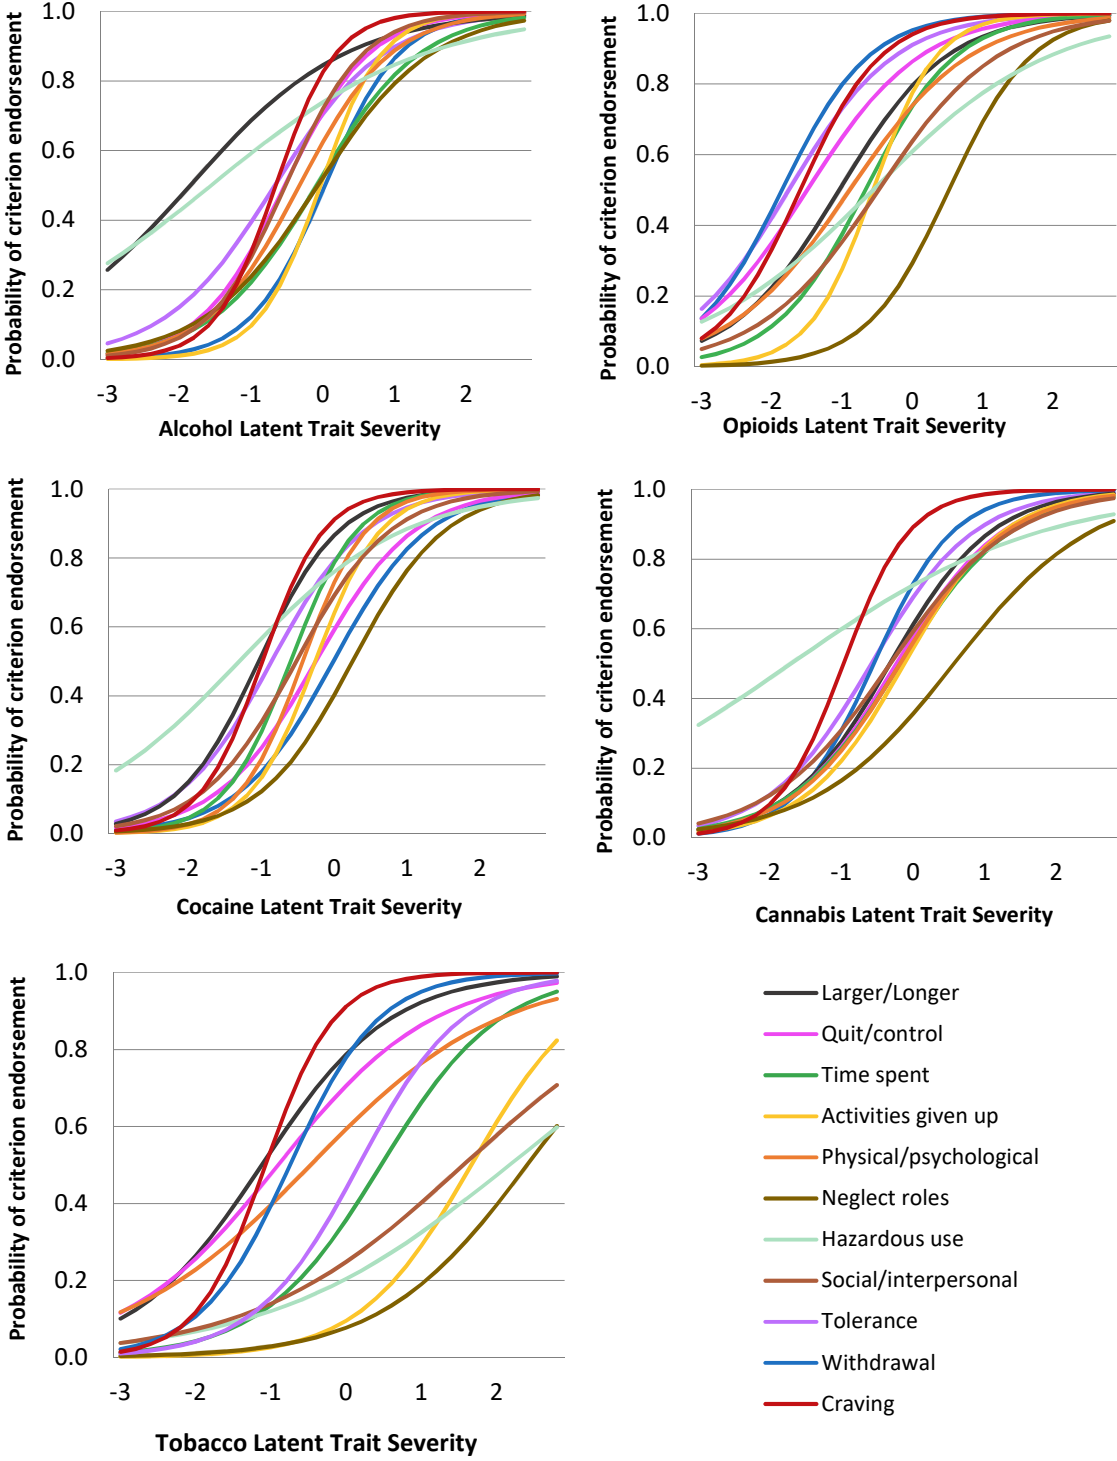 Probability of criterion endorsement
1.0
0.8
0.6
0.4
0.2
0.0
-3 -2 -1 0 1 2
Alcohol Latent Trait Severity
Probability of criterion endorsement
1.0
0.8
0.6
0.4
0.2
0.0
-3 -2 -1 0 1 2
Opioids Latent Trait Severity
Probability of criterion endorsement
1.0
0.8
0.6
0.4
0.2
0.0
-3 -2 -1 0 1 2
Cocaine Latent Trait Severity
Probability of criterion endorsement
1.0
0.8
0.6
0.4
0.2
0.0
-3 -2 -1 0 1 2
Cannabis Latent Trait Severity
Probability of criterion endorsement
1.0
0.8
0.6
0.4
0.2
0.0
-3 -2 -1 0 1 2
Tobacco Latent Trait Severity
Larger/Longer
Quit/control
Time spent
Activities given up
Physical/psychological
Neglect roles
Hazardous use
Social/interpersonal
Tolerance
Withdrawal
Craving